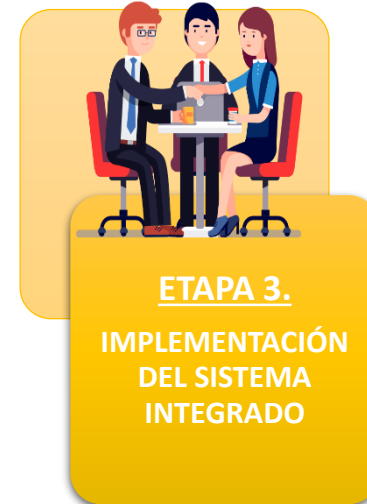 ETAPA 3.
IMPLEMENTACIÓN
DEL SISTEMA
INTEGRADO